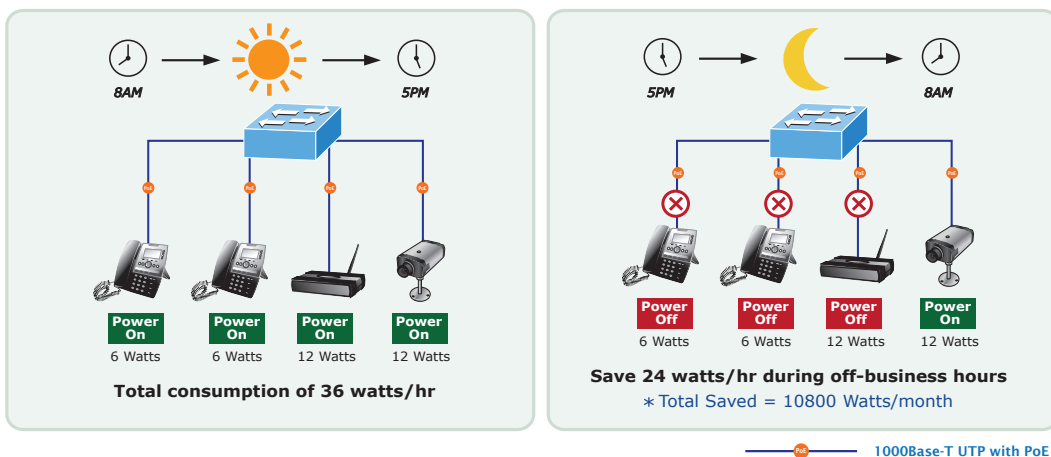 8AM
5PM
PoE
PoE
PoE
PoE
Power
On
Power
On
Power
On
Power
On
6 Watts
6 Watts
12 Watts
12 Watts
Total consumption of 36 watts/hr
5PM
8AM
PoE
PoE
PoE
PoE
Power
Off
Power
Off
Power
Off
Power
On
6 Watts
6 Watts
12 Watts
12 Watts
Save 24 watts/hr during off-business hours
* Total Saved = 10800 Watts/month
PoE
1000Base-T UTP with PoE